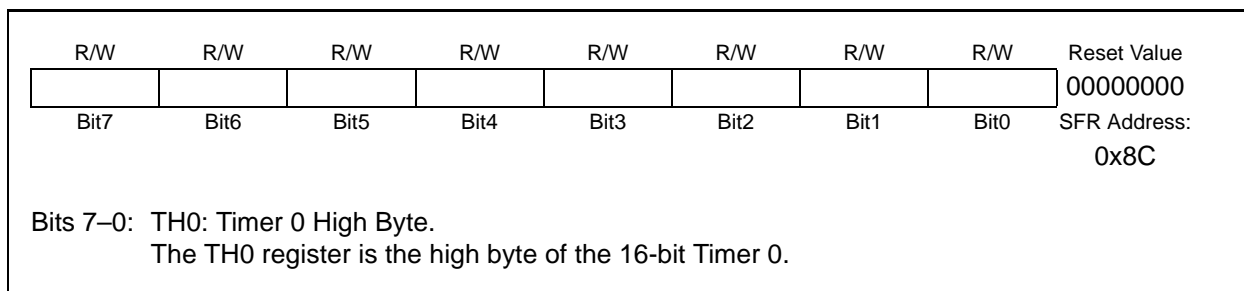 R/W R/W R/W R/W R/W R/W R/W R/W Reset Value
00000000
Bit7 Bit6 Bit5 Bit4 Bit3 Bit2 Bit1 Bit0 SFR Address:
0x8C
Bits 7–0: TH0: Timer 0 High Byte.
The TH0 register is the high byte of the 16-bit Timer 0.